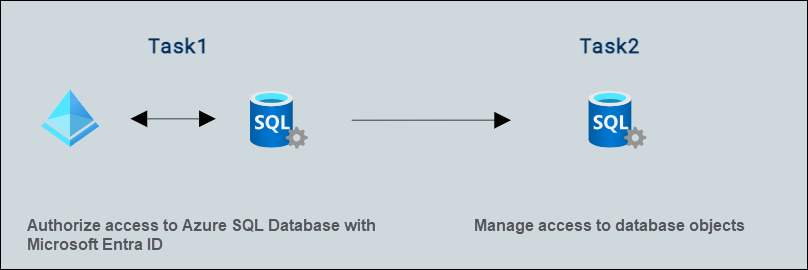 Task1
Task2
SQL
SQL
Authorize access to Azure SQL Database with
Microsoft Entra ID
Manage access to database objects